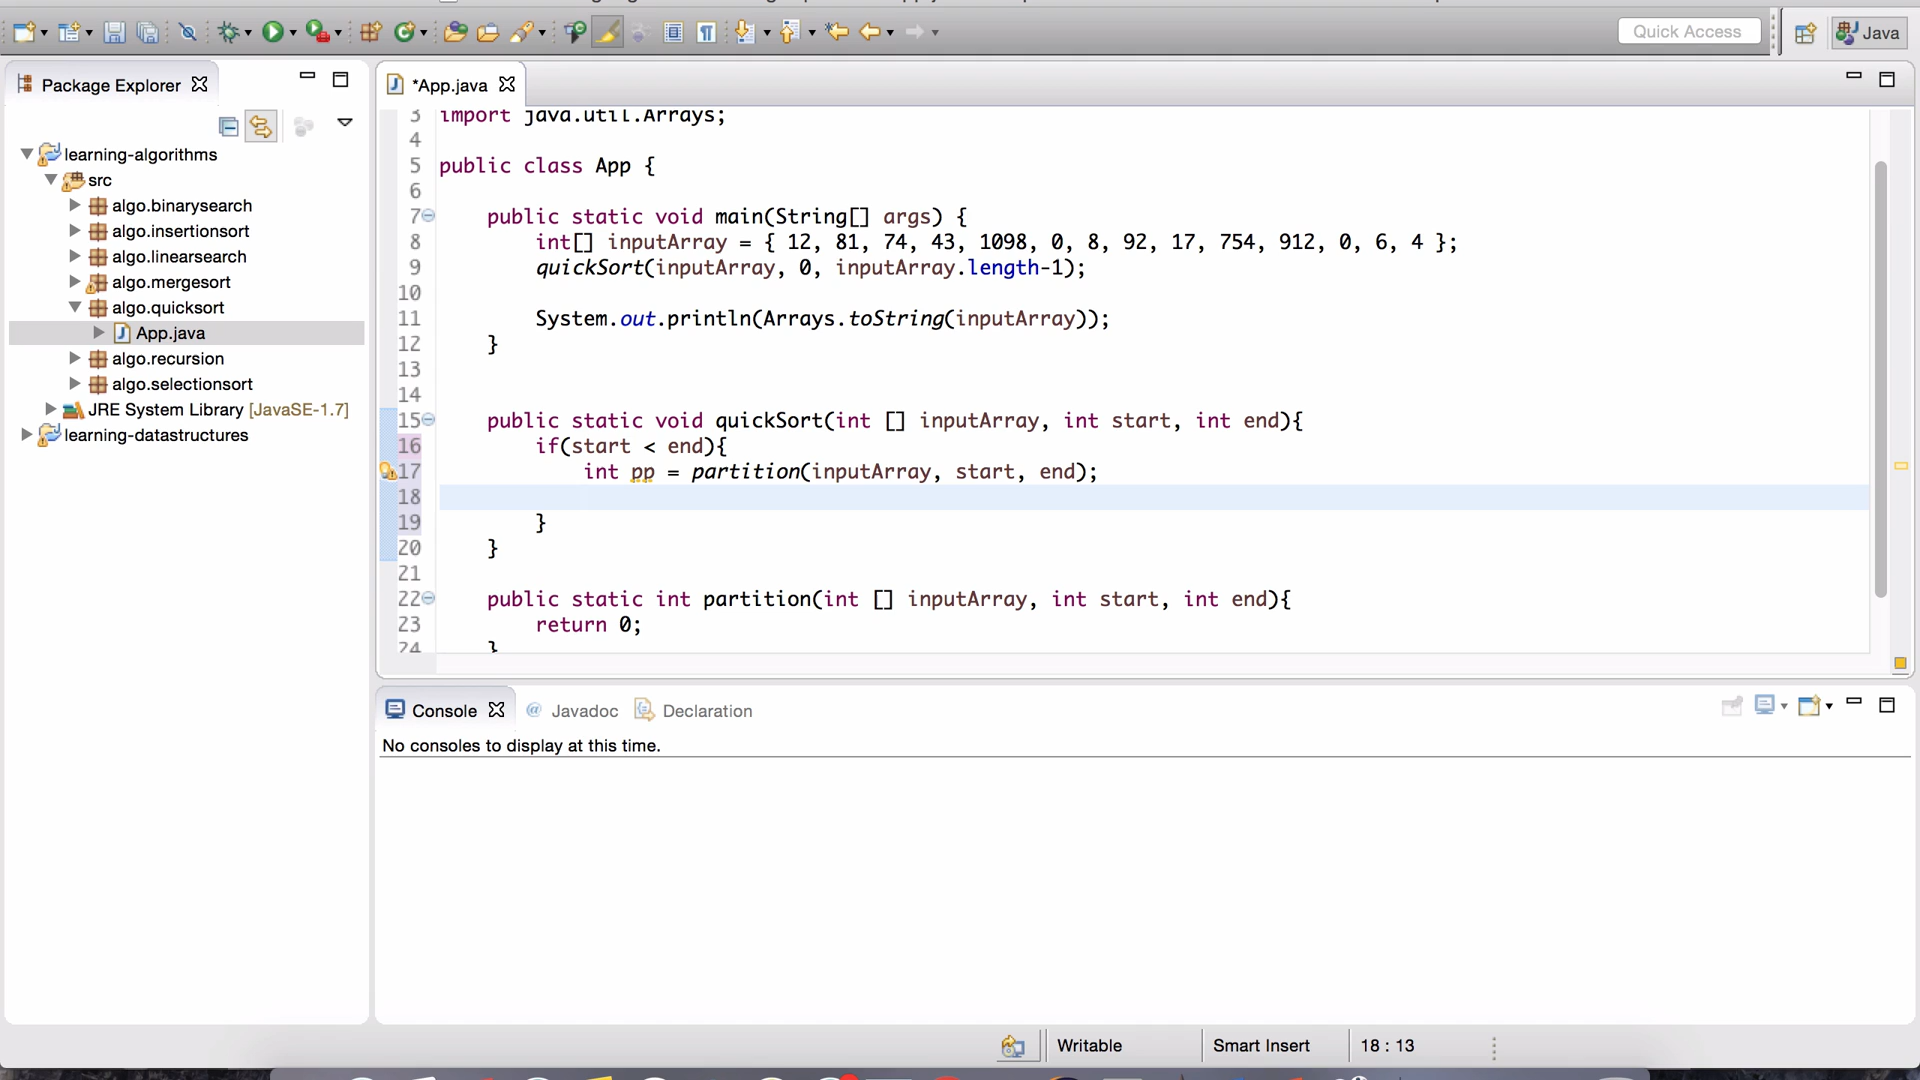 Quick Access
Java
Package Explorer
learning-algorithms
src
algo.binarysearch
algo.insertionsort
algo.linearsearch
algo.mergesort
algo.quicksort
App.java
algo.recursion
algo.selectionsort
JRE System Library [JavaSE-1.7]
learning-datastructures
*App.java
3 import java.util.Arrays;
4
5 public class App {
6
7 public static void main(String[] args) {
8 int[] inputArray = { 12, 81, 74, 43, 1098, 0, 8, 92, 17, 754, 912, 0, 6, 4 };
9 quickSort(inputArray, 0, inputArray.length-1);
10
11 System.out.println(Arrays.toString(inputArray));
12 }
13
14
15 public static void quickSort(int [] inputArray, int start, int end){
16 if(start < end){
17 int pp = partition(inputArray, start, end);
18
19 }
20 }
21
22 public static int partition(int [] inputArray, int start, int end){
23 return 0;
24 }
Console
@ Javadoc
Declaration
No consoles to display at this time.
Writable
Smart Insert
18 : 13